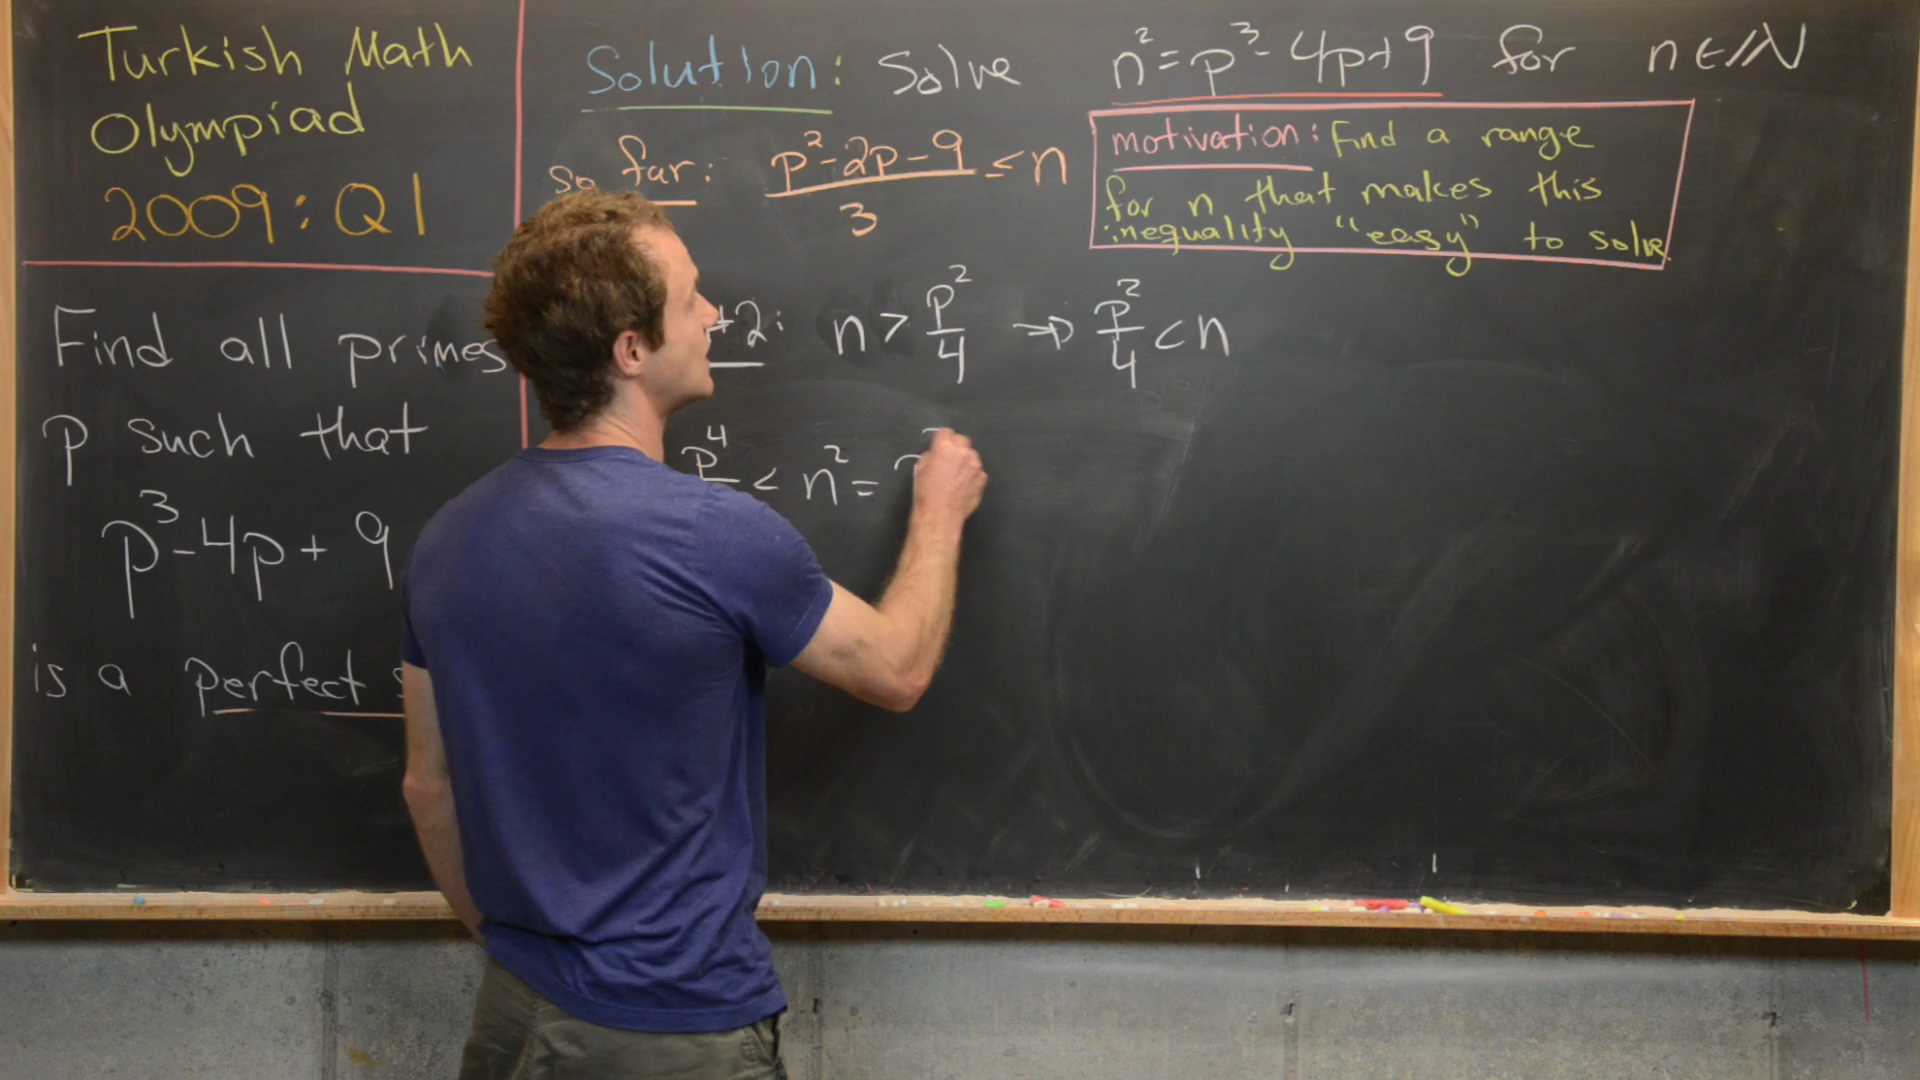 Turkish Math
Olympiad
2009: Q1
Find all primes
p such that
p³-4p+9
is a perfect
Solution: Solve n²=p³-4p+9 for n∈ℕ
so far: (p²-2p-9)/3 ≤ n
motivation: Find a range
for n that makes this
inequality "easy" to solve.
+2: n > p²/4 → p²/4 < n
p⁴ < n² =